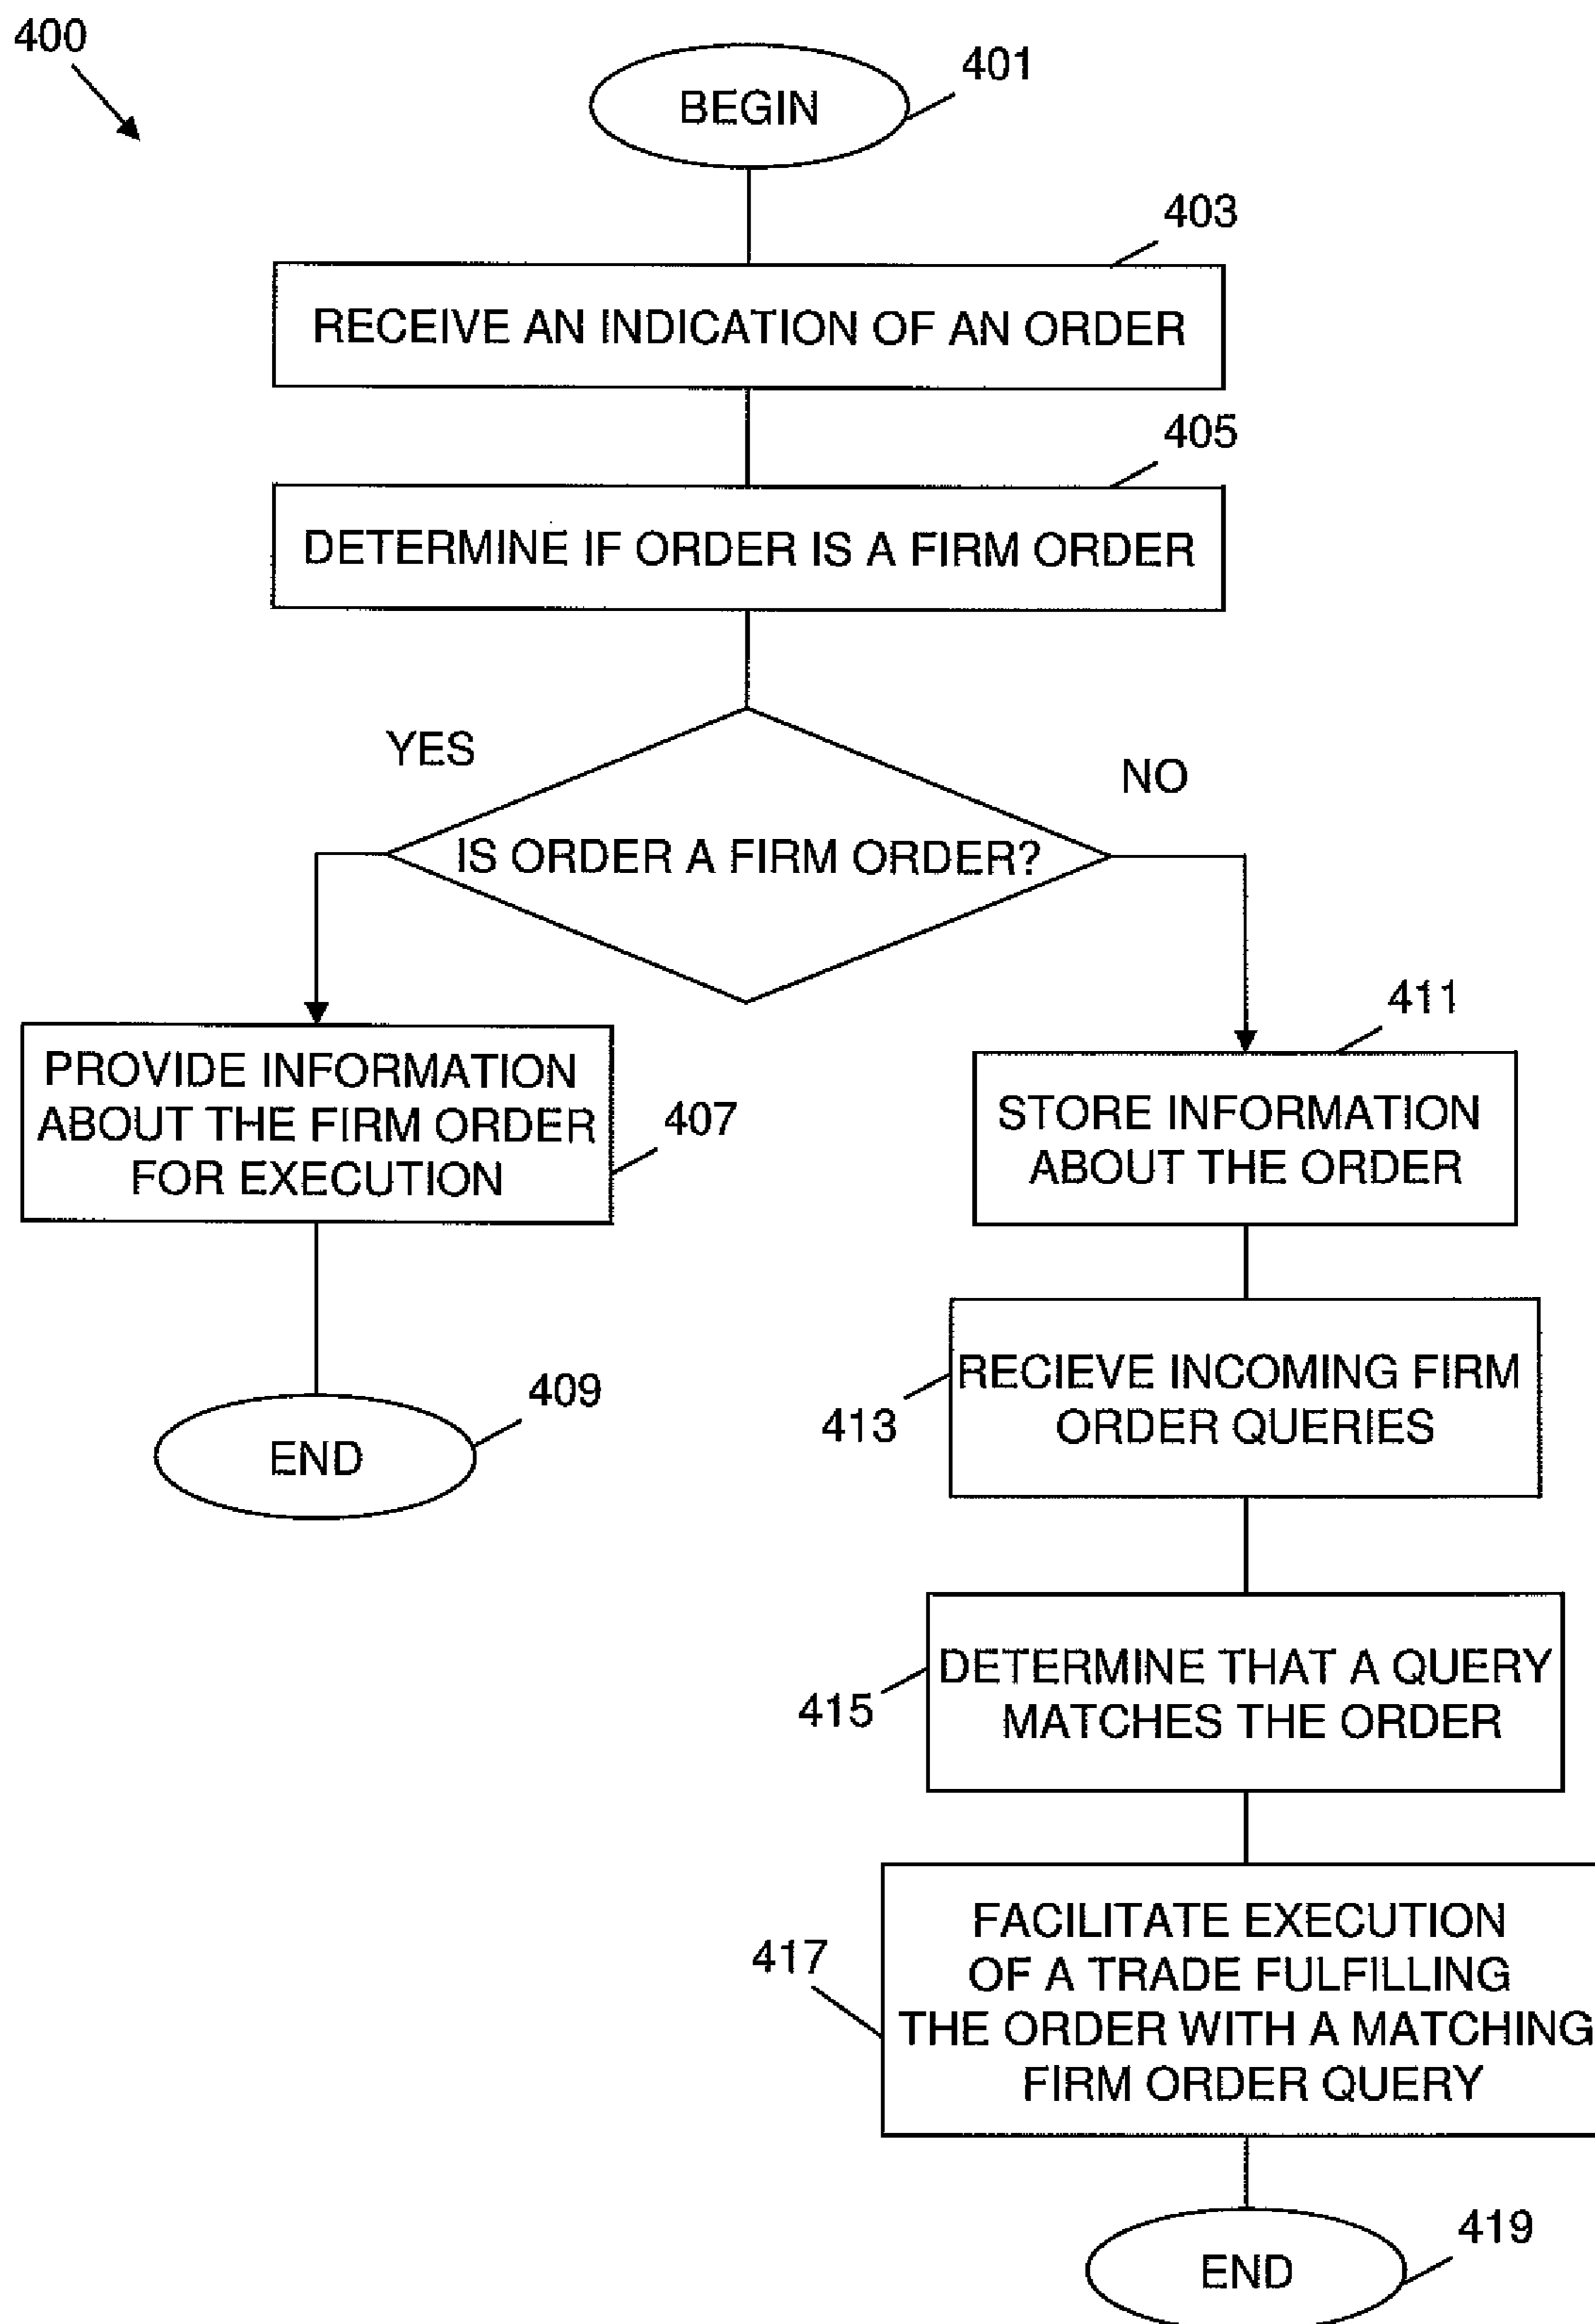 400
BEGIN
401
403
RECEIVE AN INDICATION OF AN ORDER
405
DETERMINE IF ORDER IS A FIRM ORDER
YES
NO
IS ORDER A FIRM ORDER?
PROVIDE INFORMATION
ABOUT THE FIRM ORDER
FOR EXECUTION
407
409
END
411
STORE INFORMATION
ABOUT THE ORDER
RECIEVE INCOMING FIRM
ORDER QUERIES
413
DETERMINE THAT A QUERY
MATCHES THE ORDER
415
FACILITATE EXECUTION
OF A TRADE FULFILLING
THE ORDER WITH A MATCHING
FIRM ORDER QUERY
417
419
END